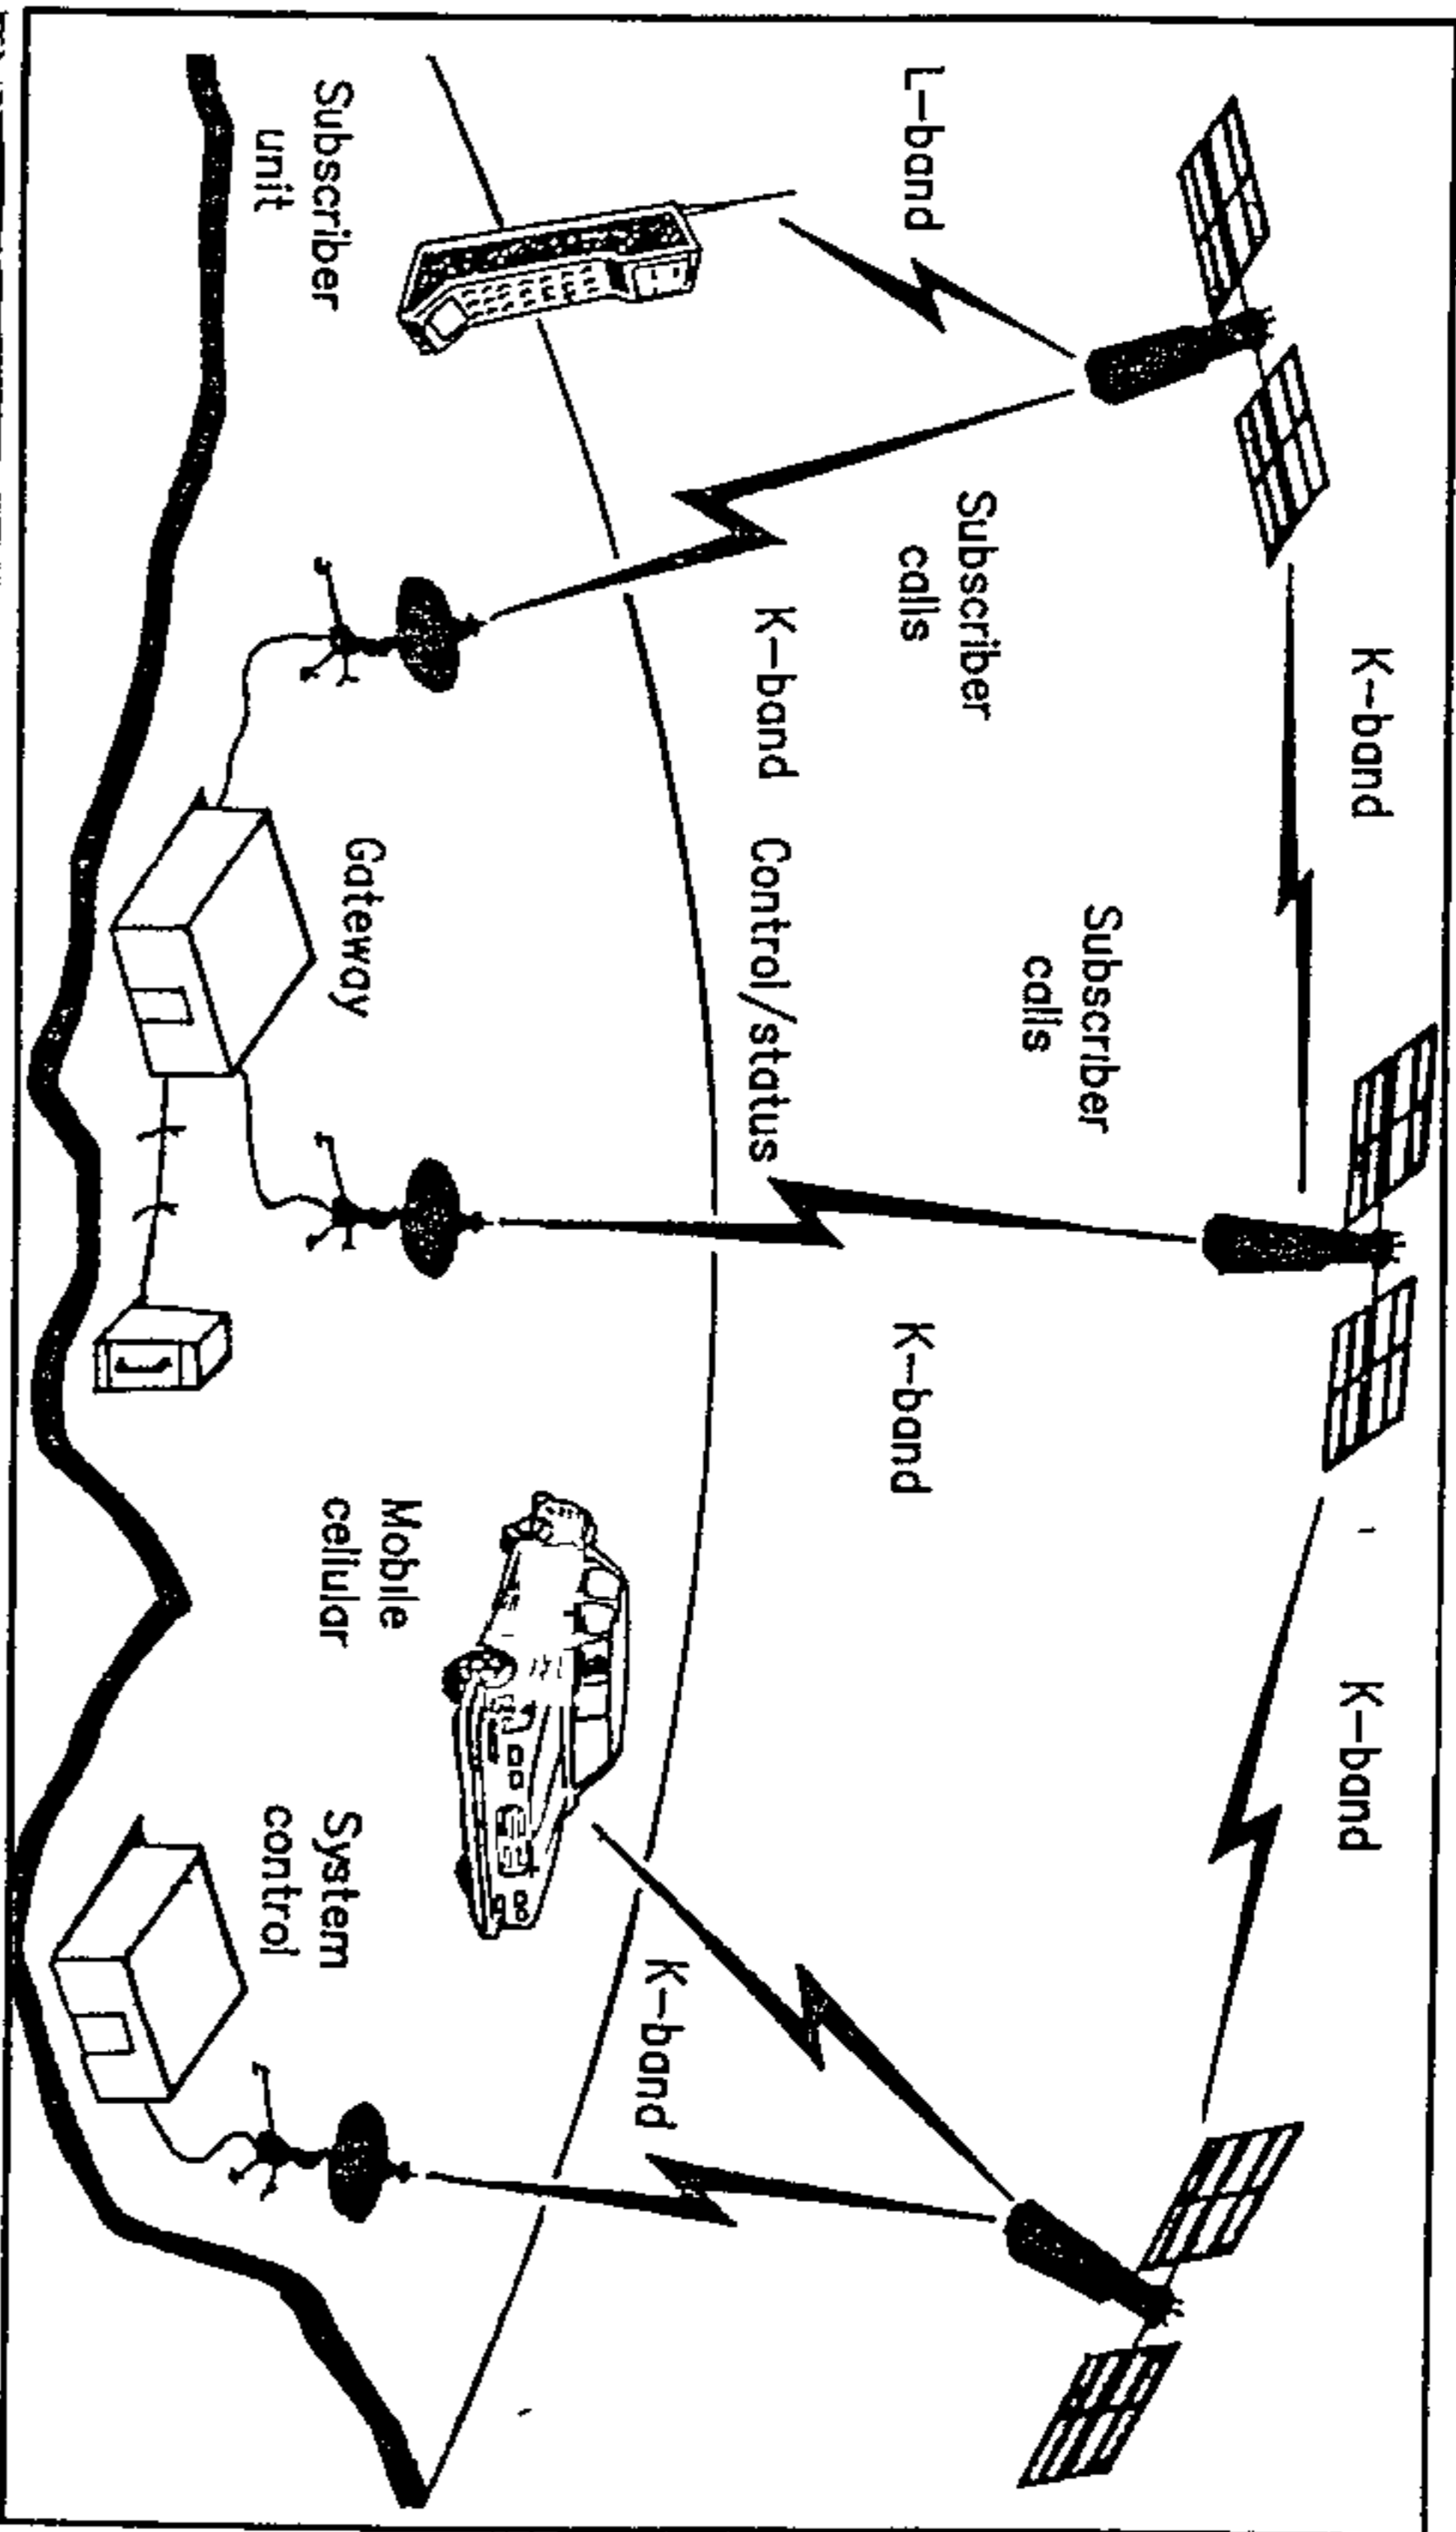 K-band
K-band
L-band
Subscriber
calls
Subscriber
calls
K-band
Control/status
K-band
K-band
Subscriber
unit
Gateway
Mobile
cellular
System
control